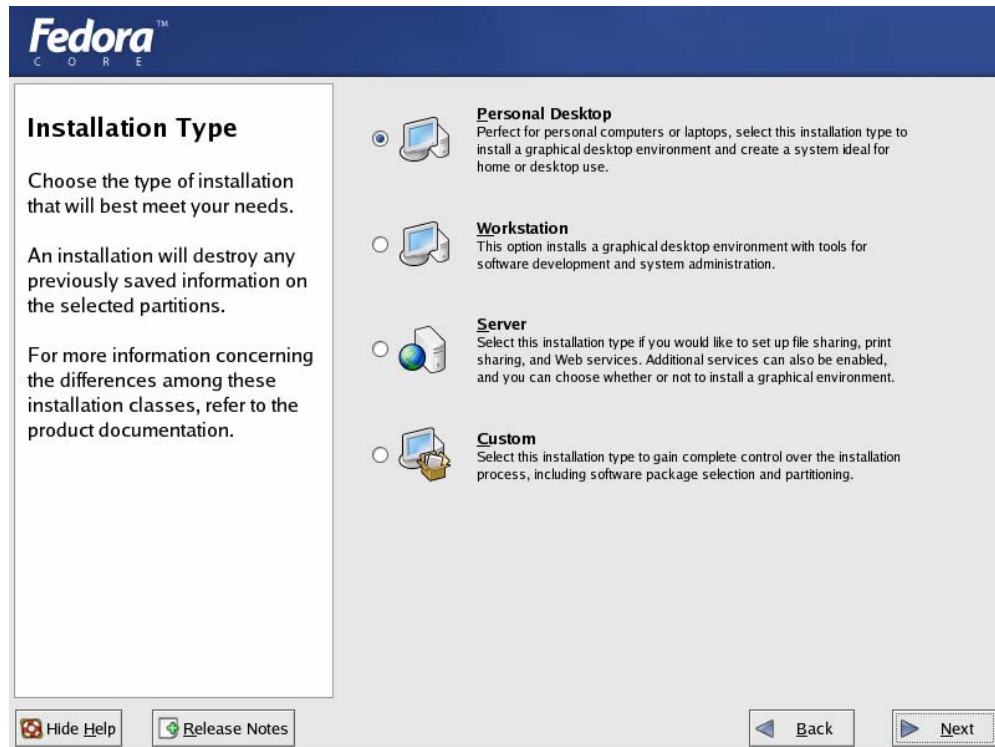 Fedora™
CORE
Installation Type
Choose the type of installation
that will best meet your needs.
An installation will destroy any
previously saved information on
the selected partitions.
For more information concerning
the differences among these
installation classes, refer to the
product documentation.
Personal Desktop
Perfect for personal computers or laptops, select this installation type to
install a graphical desktop environment and create a system ideal for
home or desktop use.
Workstation
This option installs a graphical desktop environment with tools for
software development and system administration.
Server
Select this installation type if you would like to set up file sharing, print
sharing, and Web services. Additional services can also be enabled,
and you can choose whether or not to install a graphical environment.
Custom
Select this installation type to gain complete control over the installation
process, including software package selection and partitioning.
Hide Help
Release Notes
Back
Next